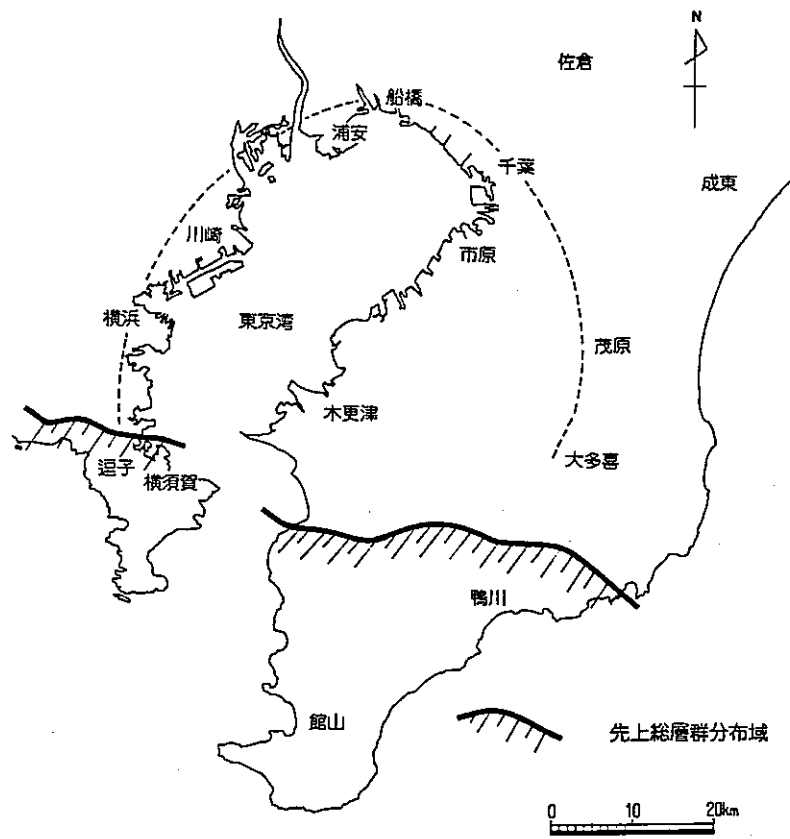 N
佐倉
船橋
浦安
千葉
成東
川崎
市原
横浜
東京湾
茂原
木更津
大多喜
逗子
横須賀
鴨川
館山
先上総層群分布域
0 10 20km